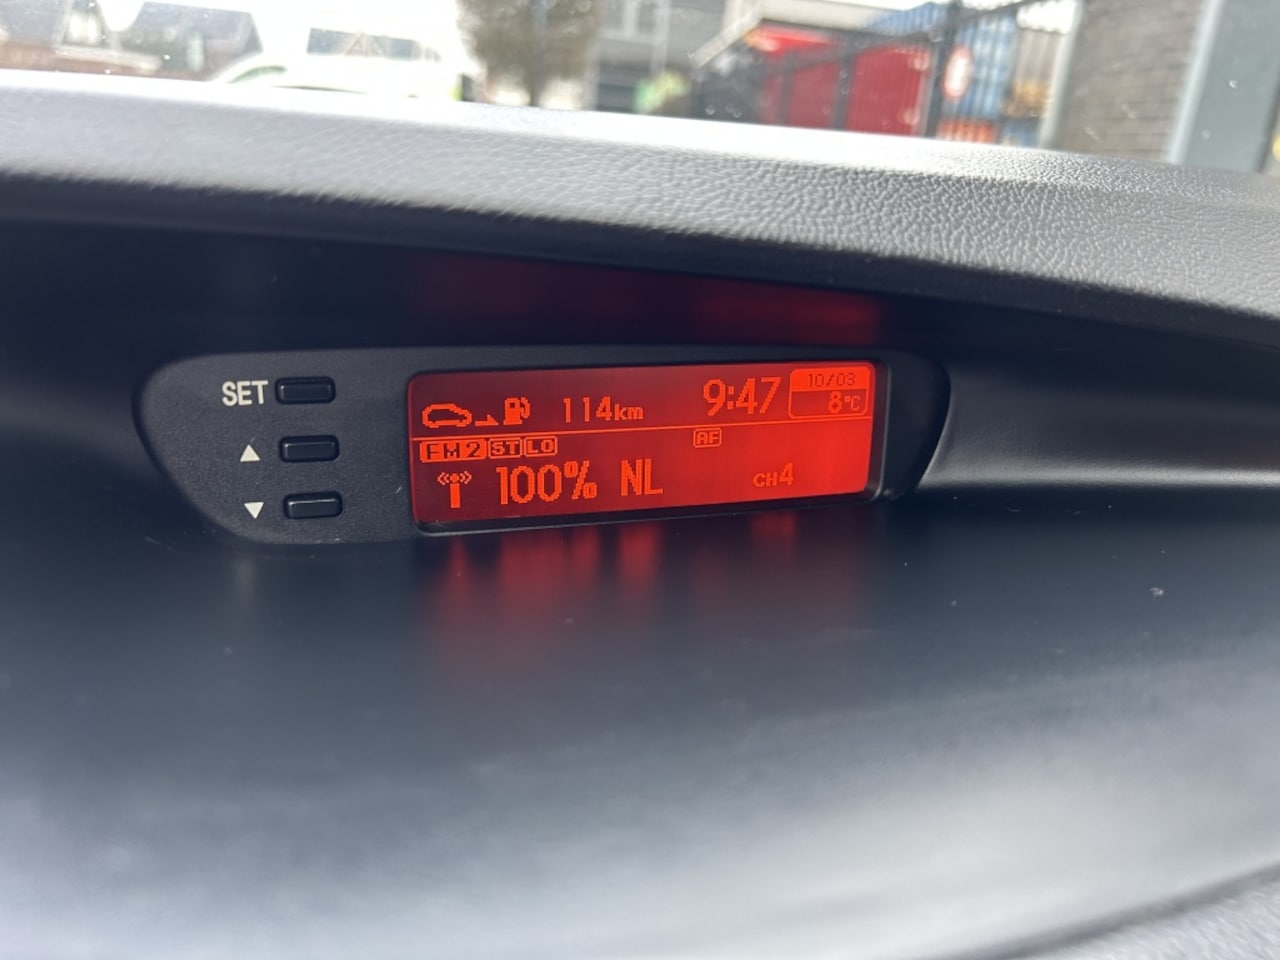 SET
▲
▼
114km 9:47 10/03
8°C
FM2 ST LO AF
100% NL CH4